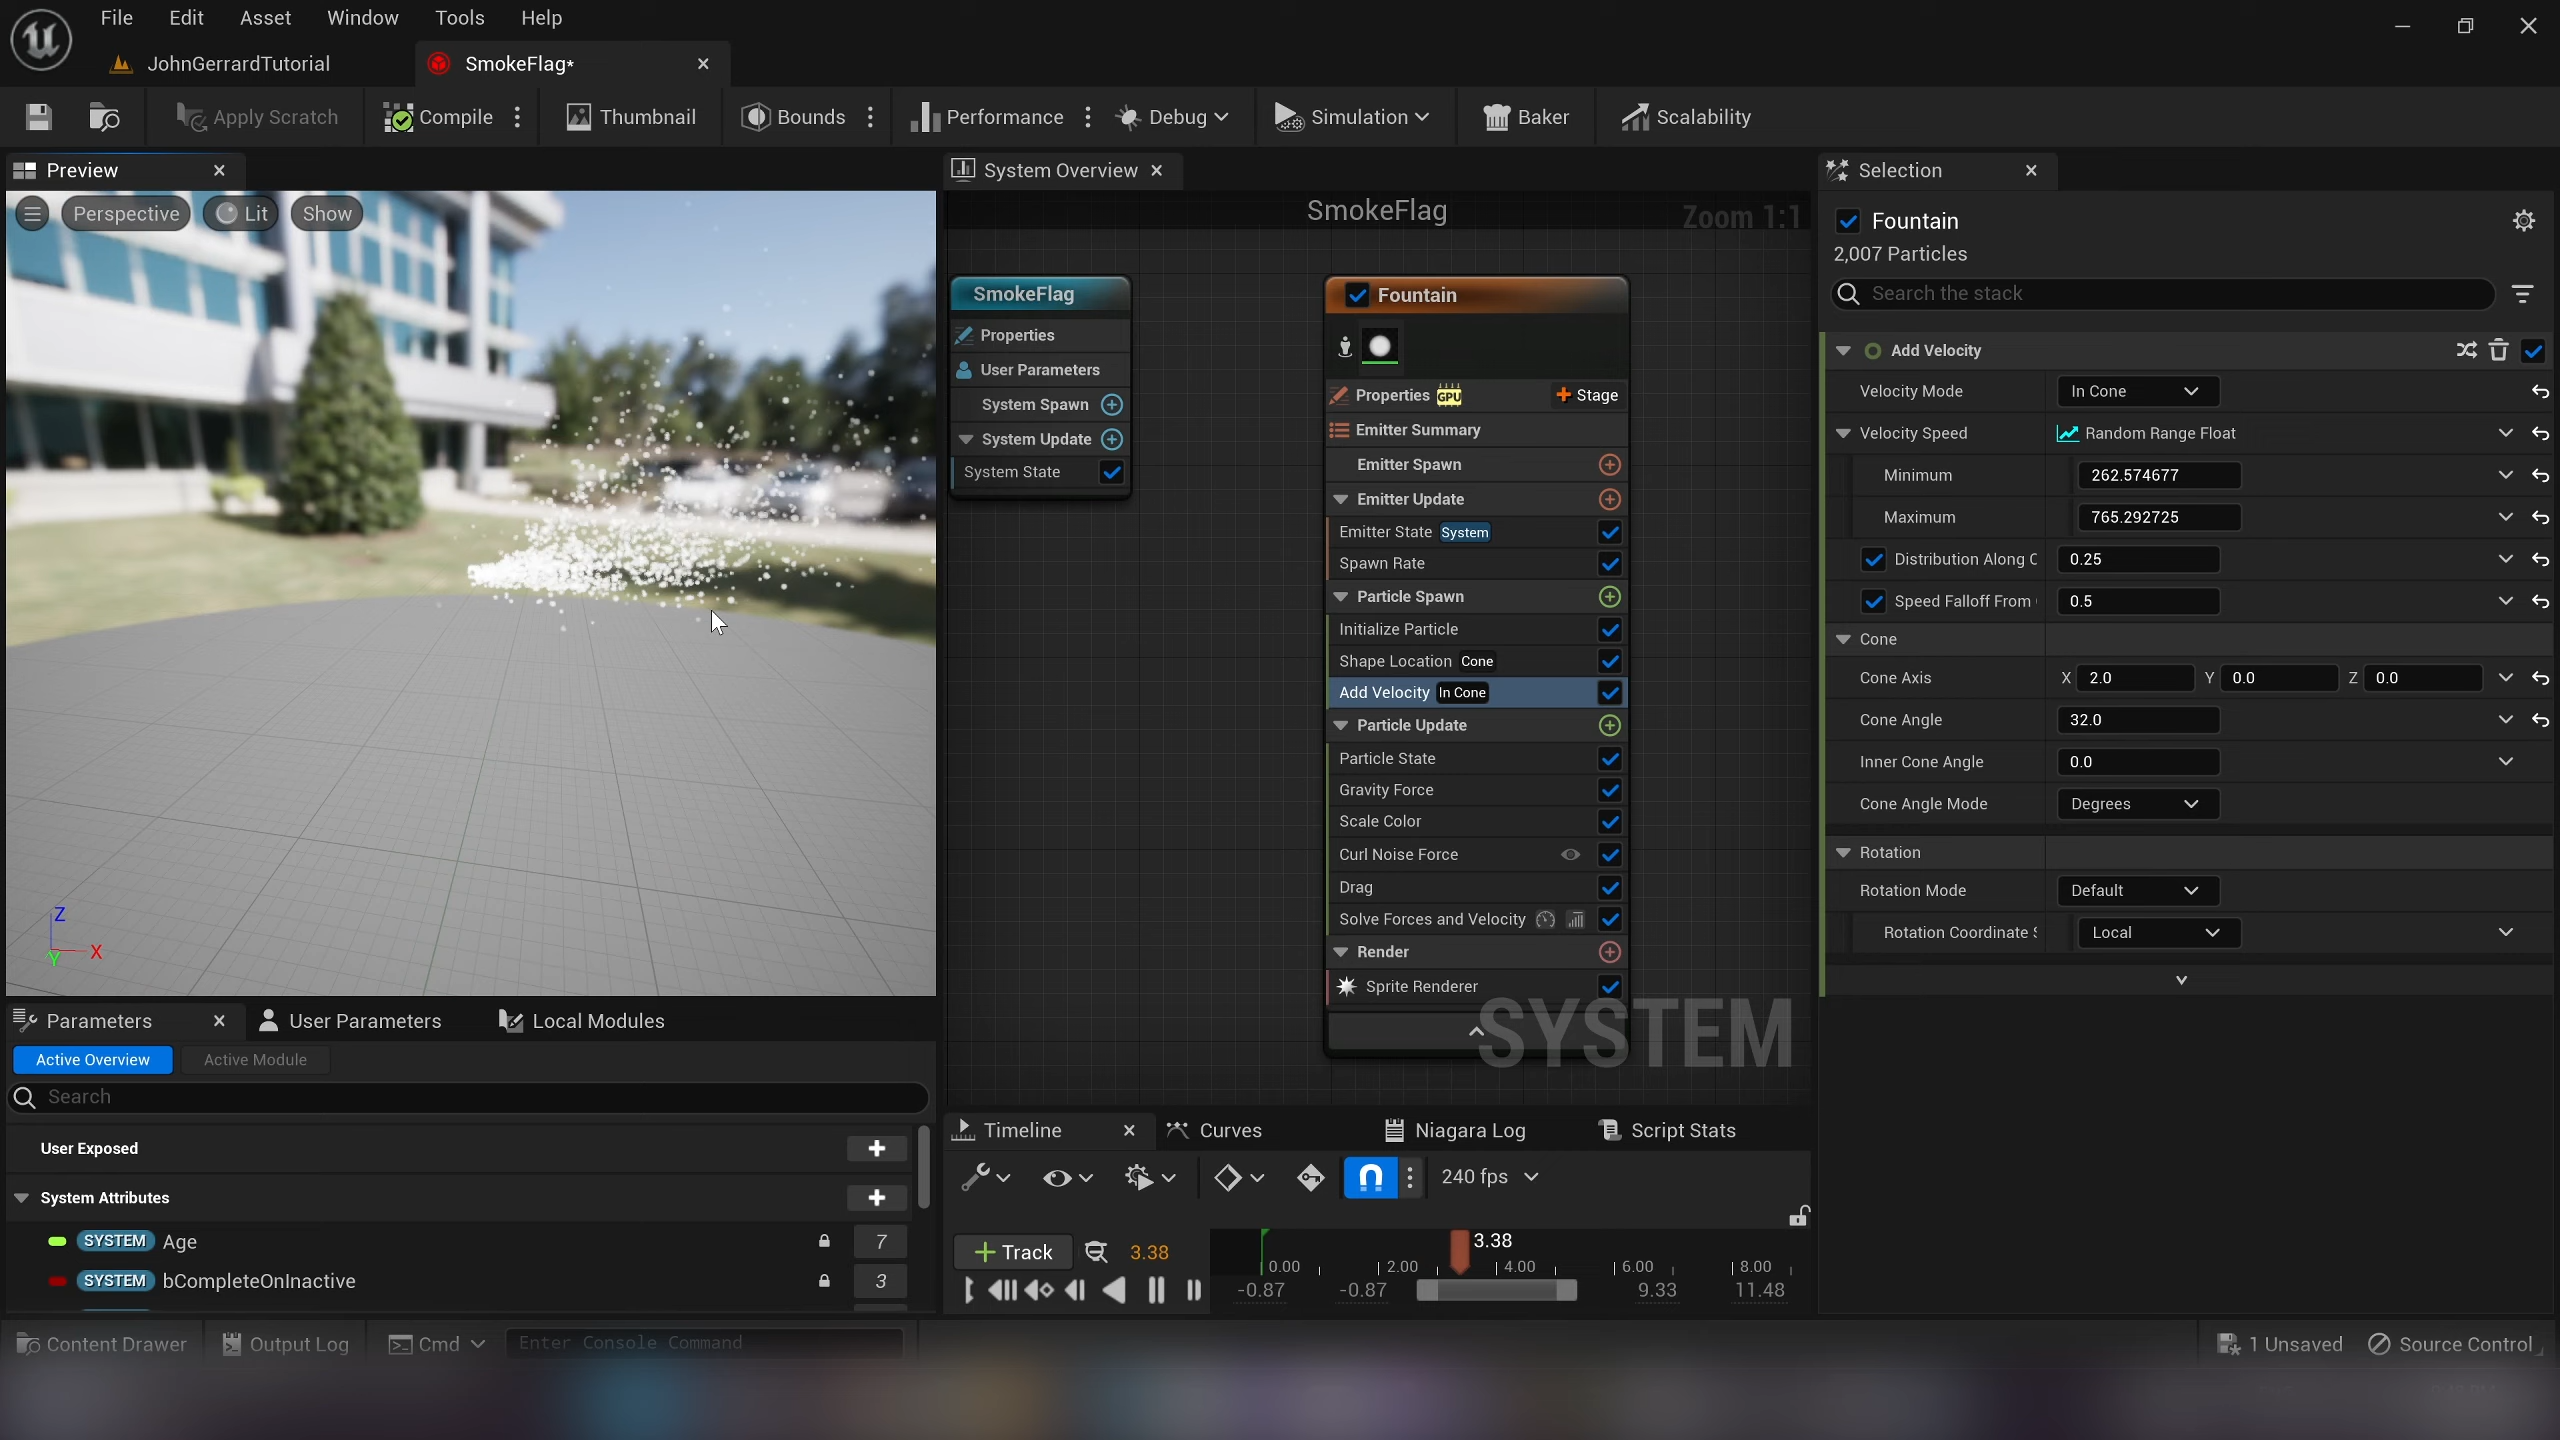 File Edit Asset Window Tools Help
JohnGerrardTutorial SmokeFlag*
Apply Scratch Compile Thumbnail Bounds Performance Debug Simulation Baker Scalability
Preview
Perspective Lit Show
Z
X
Y
System Overview
SmokeFlag
Zoom 1:1
SmokeFlag
Properties
User Parameters
System Spawn
System Update
System State
Fountain
Properties GPU Stage
Emitter Summary
Emitter Spawn
Emitter Update
Emitter State System
Spawn Rate
Particle Spawn
Initialize Particle
Shape Location Cone
Add Velocity In Cone
Particle Update
Particle State
Gravity Force
Scale Color
Curl Noise Force
Drag
Solve Forces and Velocity
Render
Sprite Renderer
SYSTEM
Selection
Fountain
2,007 Particles
Search the stack
Add Velocity
Velocity Mode In Cone
Velocity Speed Random Range Float
Minimum 262.574677
Maximum 765.292725
Distribution Along C 0.25
Speed Falloff From 0.5
Cone
Cone Axis X 2.0 Y 0.0 Z 0.0
Cone Angle 32.0
Inner Cone Angle 0.0
Cone Angle Mode Degrees
Rotation
Rotation Mode Default
Rotation Coordinate S Local
Parameters User Parameters Local Modules
Active Overview Active Module
Search
User Exposed
System Attributes
SYSTEM Age 7
SYSTEM bCompleteOnInactive 3
Timeline Curves Niagara Log Script Stats
240 fps
Track 3.38
3.38
0.00 2.00 4.00 6.00 8.00
-0.87 -0.87 9.33 11.48
Content Drawer Output Log Cmd Enter Console Command 1 Unsaved Source Control